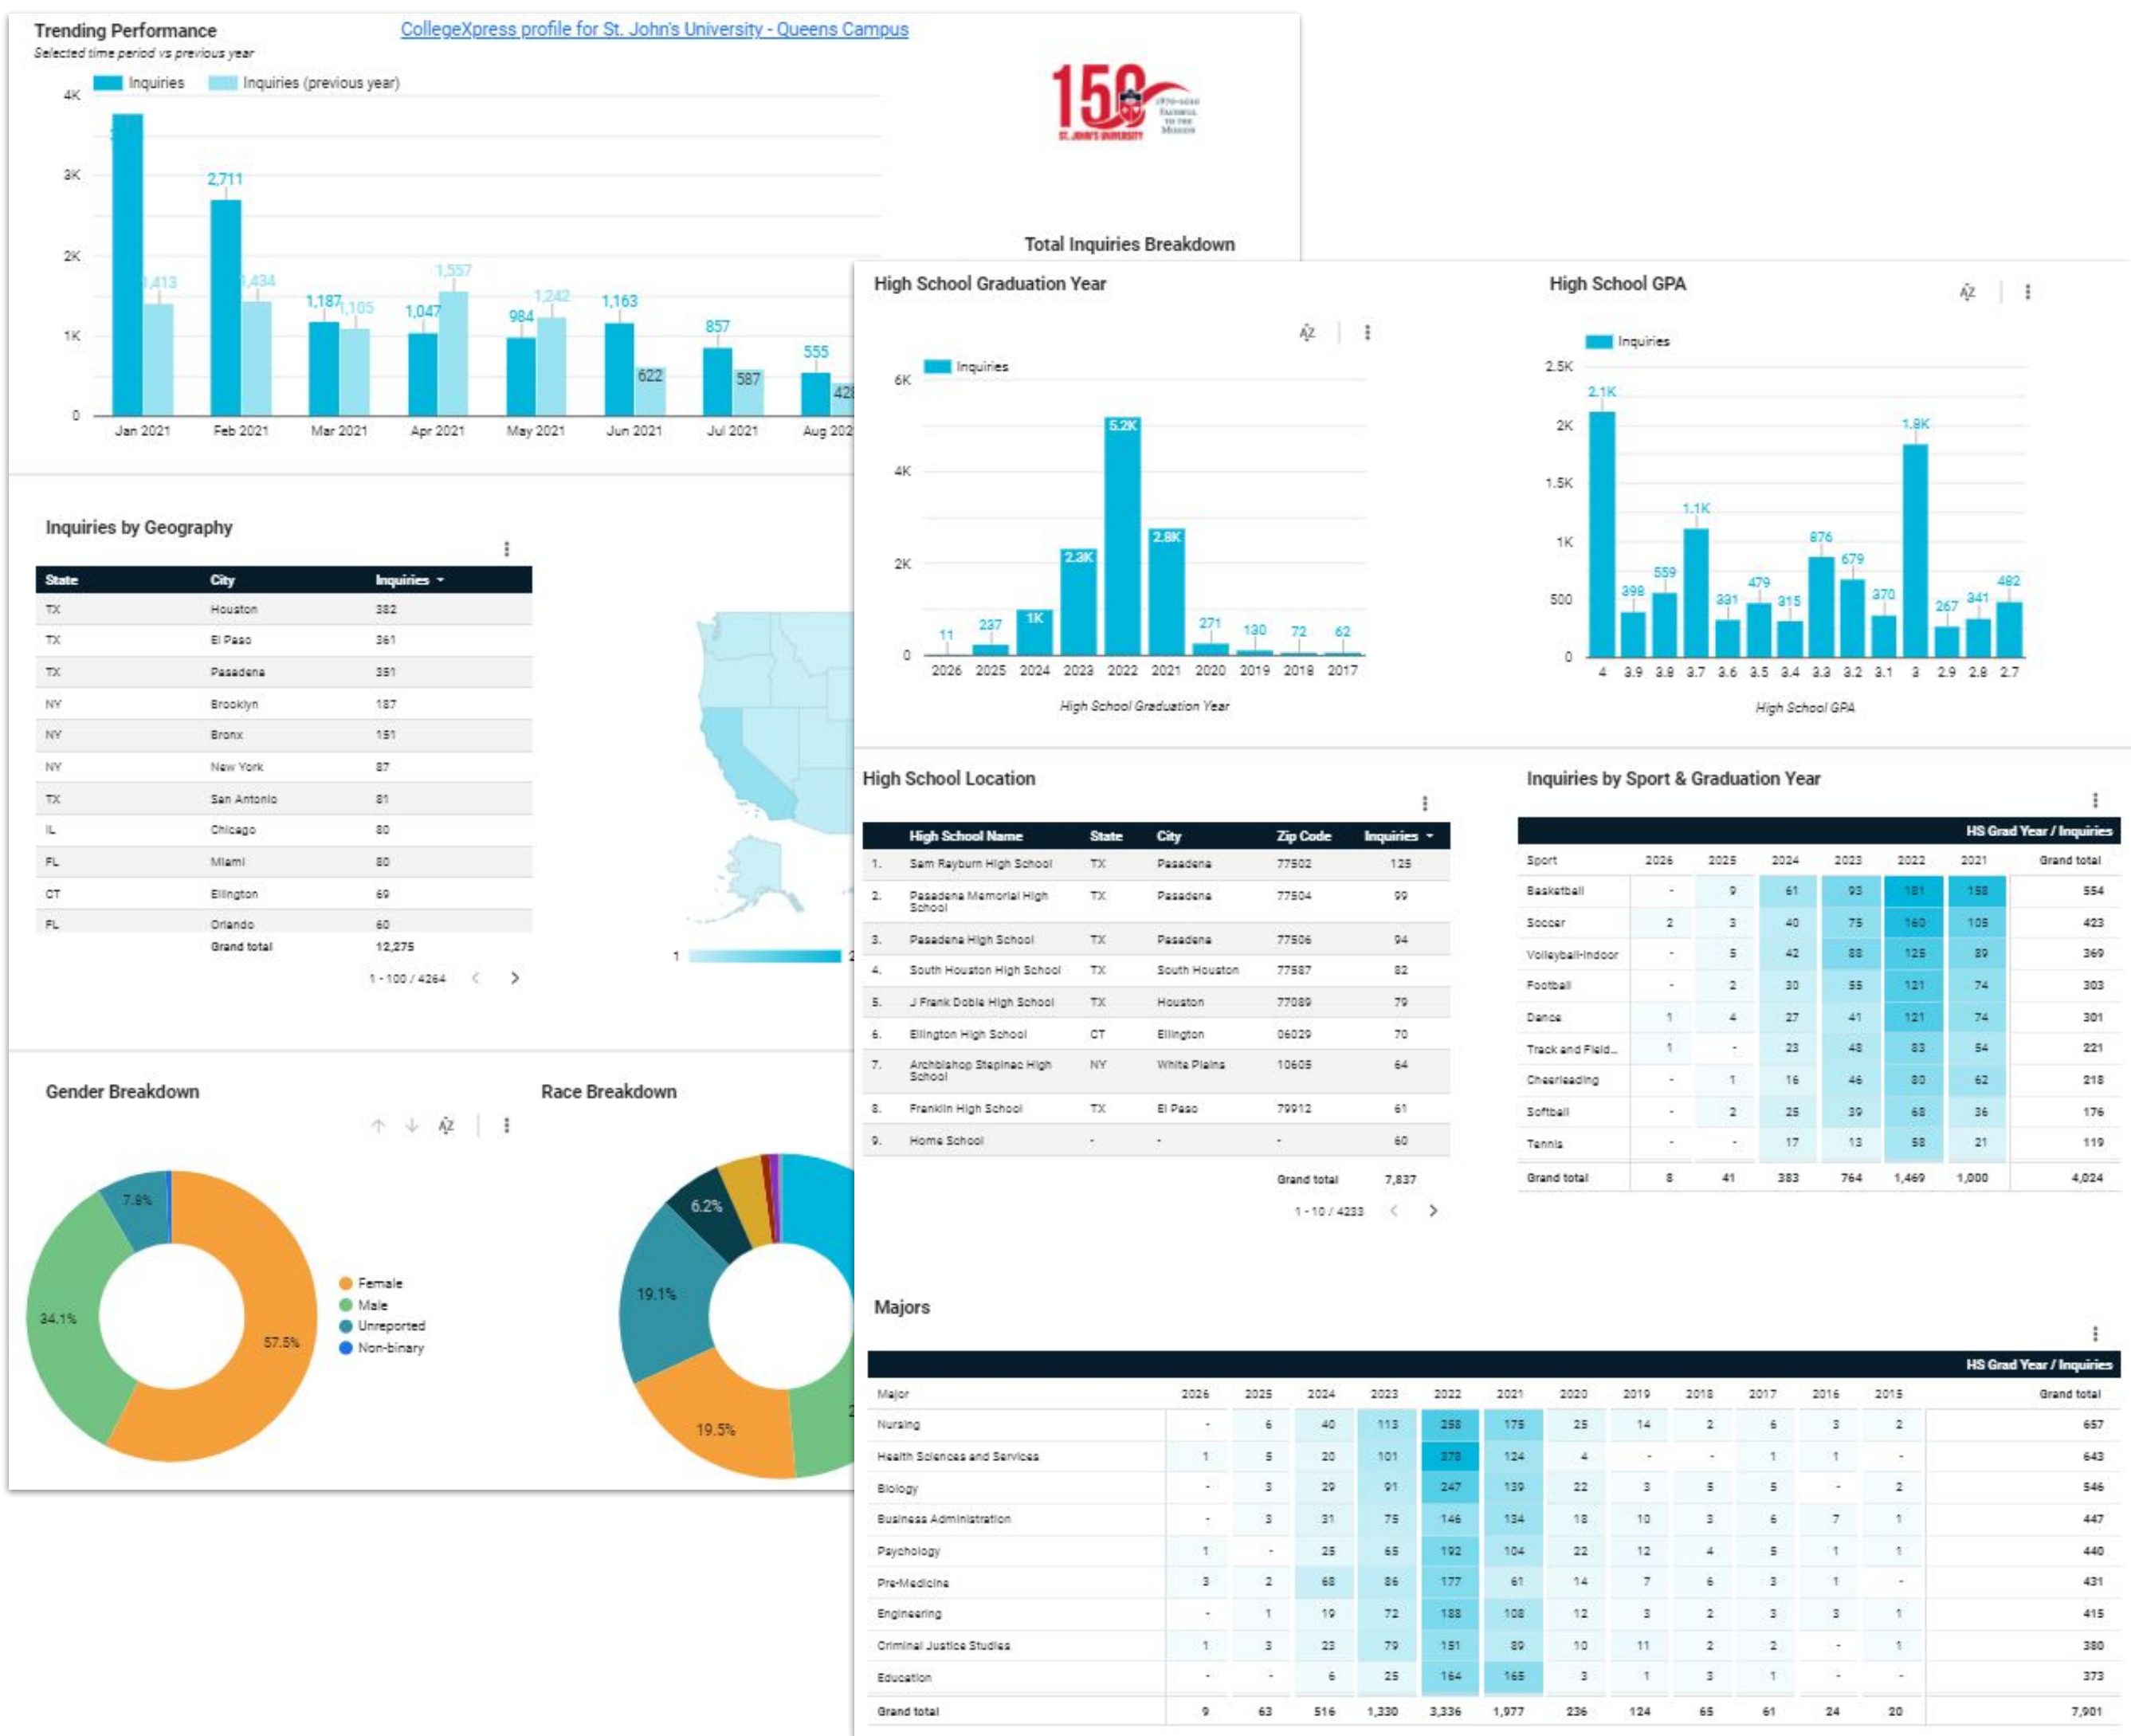 Trending Performance
CollegeXpress profile for St. John's University - Queens Campus
Selected time period vs previous year
Inquiries Inquiries (previous year)
4K
3K
2K
1K
0
2,711
1,187 1,105
1,047 1,557
984 1,242
1,163 622
857 587
555
Jan 2021 Feb 2021 Mar 2021 Apr 2021 May 2021 Jun 2021 Jul 2021
150
ST. JOHN'S UNIVERSITY
1870-2020
FAITHFUL
TO THE
MISSION
Total Inquiries Breakdown
Inquiries by Geography
State City Inquiries
TX Houston 382
TX El Paso 361
TX Pasadena 351
NY Brooklyn 187
NY Bronx 151
NY New York 87
TX San Antonio 81
IL Chicago 80
FL Miami 80
CT Ellington 69
FL Orlando 60
Grand total 12,275
1 - 100 / 4264
1
Gender Breakdown
7.8%
34.1%
57.5%
Female
Male
Unreported
Non-binary
Race Breakdown
6.2%
19.1%
19.5%
High School Graduation Year
Inquiries
6K
4K
2K
0
11 237 1K 2.3K 5.2K 2.8K 271 130 72 62
2026 2025 2024 2023 2022 2021 2020 2019 2018 2017
High School Graduation Year
High School GPA
Inquiries
2.5K
2K
1.5K
1K
500
0
2.1K 398 559 1.1K 331 479 315 876 679 370 1.8K 267 341 482
4 3.9 3.8 3.7 3.6 3.5 3.4 3.3 3.2 3.1 3 2.9 2.8 2.7
High School GPA
High School Location
High School Name State City Zip Code Inquiries
1. Sam Rayburn High School TX Pasadena 77502 125
2. Pasadena Memorial High School TX Pasadena 77504 99
3. Pasadena High School TX Pasadena 77506 94
4. South Houston High School TX South Houston 77587 82
5. J Frank Dobie High School TX Houston 77089 79
6. Ellington High School CT Ellington 06029 70
7. Archbishop Stepinac High School NY White Plains 10605 64
8. Franklin High School TX El Paso 79912 61
9. Home School - - - 60
Grand total 7,837
1 - 10 / 4233
Inquiries by Sport & Graduation Year
HS Grad Year / Inquiries
Sport 2026 2025 2024 2023 2022 2021 Grand total
Basketball - 9 61 93 181 158 554
Soccer 2 3 40 75 160 105 423
Volleyball-Indoor - 5 42 88 125 89 369
Football - 2 30 55 121 74 303
Dance 1 4 27 41 121 74 301
Track and Field... 1 - 23 48 83 54 221
Cheerleading - 1 16 46 80 62 218
Softball - 2 25 39 68 36 176
Tennis - - 17 13 58 21 119
Grand total 8 41 383 764 1,469 1,000 4,024
Majors
HS Grad Year / Inquiries
Major 2026 2025 2024 2023 2022 2021 2020 2019 2018 2017 2016 2015 Grand total
Nursing - 6 40 113 258 175 25 14 2 6 3 2 657
Health Sciences and Services 1 5 20 101 378 124 4 - - 1 1 - 643
Biology - 3 29 91 247 139 22 3 5 5 - 2 546
Business Administration - 3 31 75 146 134 18 10 3 6 7 1 447
Psychology 1 - 25 65 192 104 22 12 4 5 1 1 440
Pre-Medicine 3 2 68 86 177 61 14 7 6 3 1 - 431
Engineering - 1 19 72 188 108 12 3 2 3 3 1 415
Criminal Justice Studies 1 3 23 79 151 89 10 11 2 2 - 1 380
Education - - 6 25 164 165 3 1 3 1 - - 373
Grand total 9 63 516 1,330 3,336 1,977 236 124 65 61 24 20 7,901